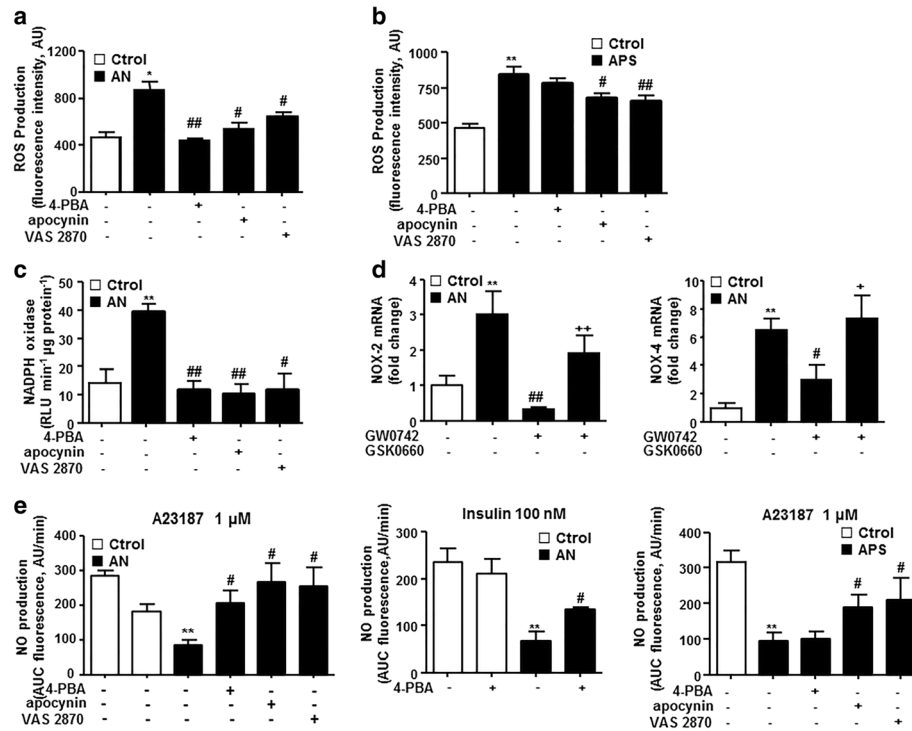 a
ROS Production
(fluorescence intensity, AU)
1200
800
400
0
Ctrol
AN
*
##
#
#
4-PBA - - + - -
apocynin - - - + -
VAS 2870 - - - - +
b
ROS Production
(fluorescence intensity, AU)
1000
750
500
250
0
Ctrol
APS
**
#
##
- - + - -
- - - + -
- - - - +
c
NADPH oxidase
(RLU min⁻¹ µg protein⁻¹)
50
40
30
20
10
0
Ctrol
AN
**
##
##
#
4-PBA - - + - -
apocynin - - - + -
VAS 2870 - - - - +
d
NOX-2 mRNA
(fold change)
4
3
2
1
0
Ctrol
AN
**
##
++
GW0742 - - + +
GSK0660 - - - -
NOX-4 mRNA
(fold change)
10
8
6
4
2
0
Ctrol
AN
**
#
+
GW0742 - - + +
GSK0660 - - - -
e
A23187 1 µM
NO production
(AUC fluorescence, AU/min)
400
300
200
100
0
Ctrol
AN
**
#
#
#
4-PBA - - - + - -
apocynin - - - - + -
VAS 2870 - - - - - +
Insulin 100 nM
NO production
(AUC fluorescence, AU/min)
300
200
100
0
Ctrol
AN
**
#
4-PBA - + - +
A23187 1 µM
NO production
(AUC fluorescence, AU/min)
400
300
200
100
0
Ctrol
APS
**
#
#
4-PBA - - + - -
apocynin - - - + -
VAS 2870 - - - - +